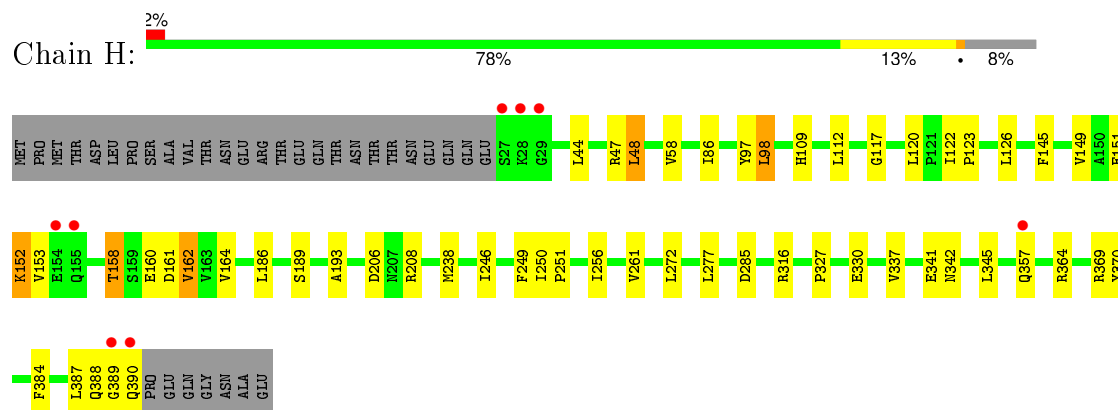 2%
Chain H:
78% 13% • 8%
MET PRO MET THR ASP LEU PRO SER ALA VAL THR ASN GLU ARG THR GLU GLN THR ASN THR THR ASN GLU GLN GLN GLU S27 K28 G29 L44 R47 L48 V58 I86 Y97 L98 H109 L112 G117 L120 P121 I122 P123 L126 F145 V149 A150 E151
K152 V153 E154 Q155 T158 S159 E160 D161 V162 V163 V164 L186 S189 A193 D206 N207 R208 M238 I246 F249 I250 P251 I256 V261 L272 L277 D285 R316 P327 E330 V337 E341 N342 L345 Q357 R364 R369 Y370
F384 L387 Q388 G389 Q390 PRO GLU GLN GLY ASN ALA GLU